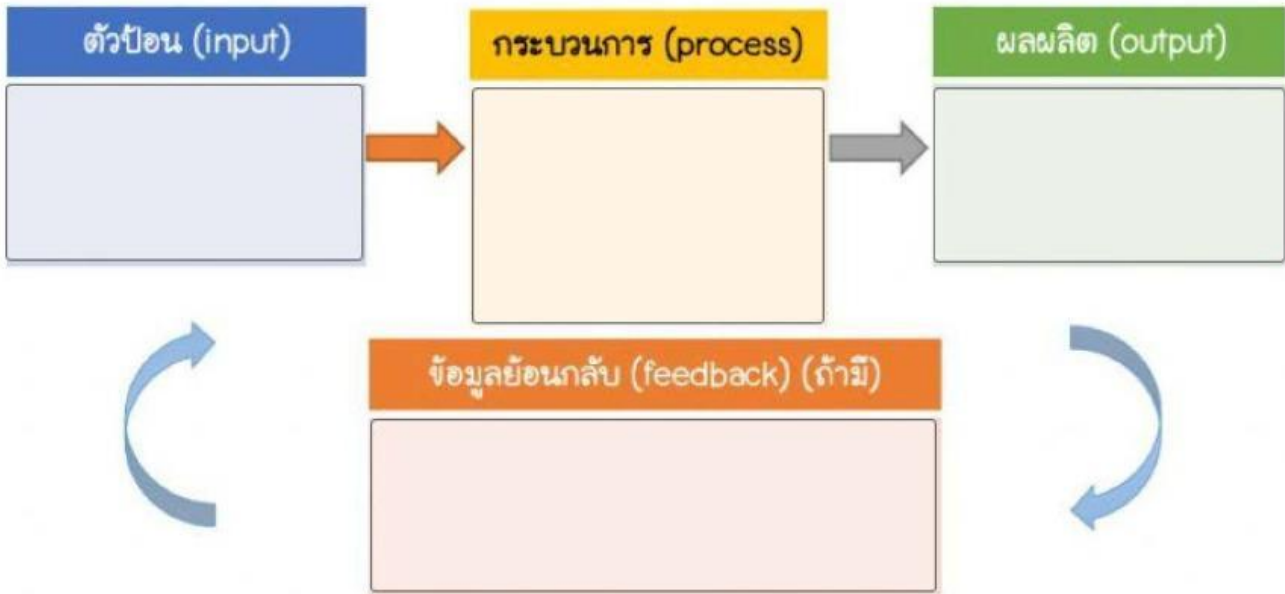 ตัวป้อน (input)
กระบวนการ (process)
ผลผลิต (output)
ข้อมูลย้อนกลับ (feedback) (ถ้ามี)